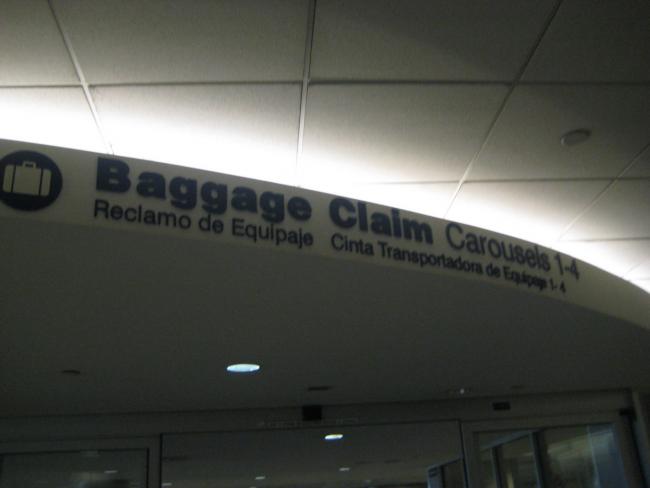 Baggage Claim Carousels 1-4
Reclamo de Equipaje Cinta Transportadora de Equipaje 1-4